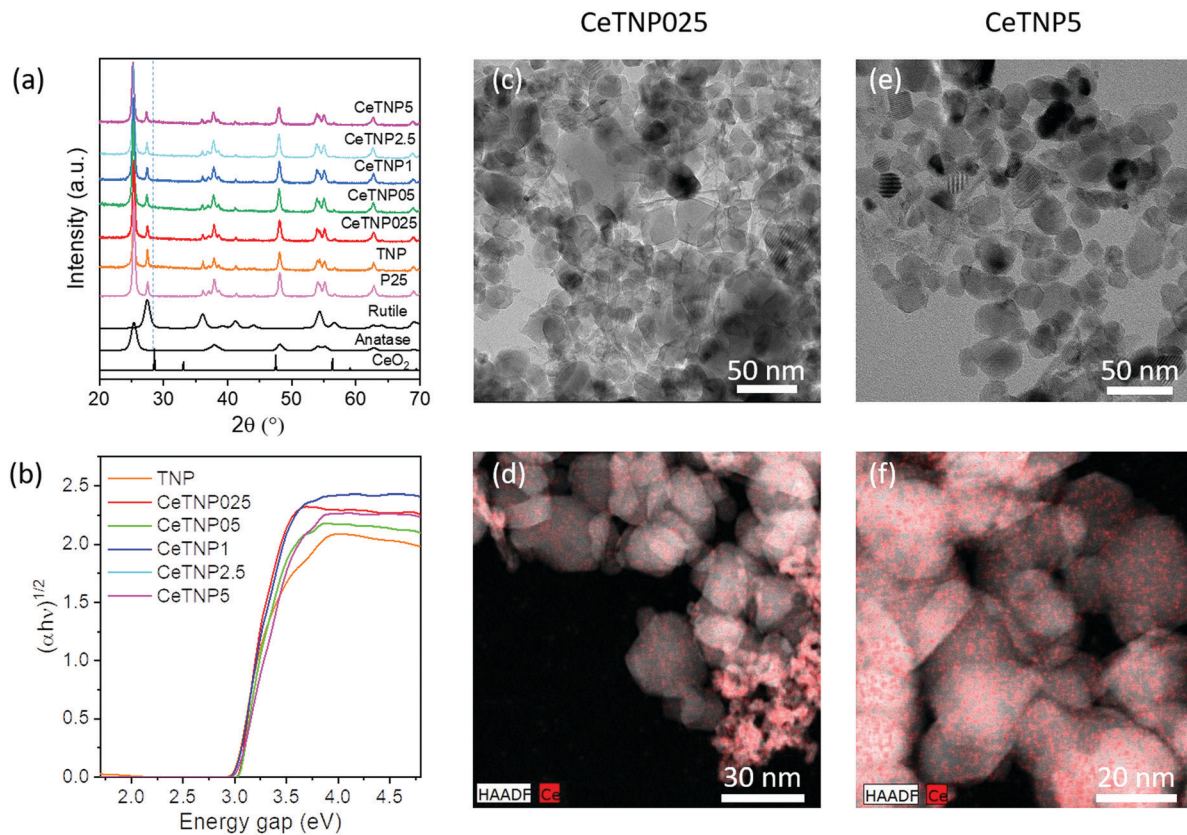 CeTNP025
CeTNP5
(a)
Intensity (a.u.)
CeTNP5
CeTNP2.5
CeTNP1
CeTNP05
CeTNP025
TNP
P25
Rutile
Anatase
CeO₂
20 30 40 50 60 70
2θ (°)
(c)
50 nm
(e)
50 nm
(b)
(αhν)^1/2
2.5
2.0
1.5
1.0
0.5
0.0
TNP
CeTNP025
CeTNP05
CeTNP1
CeTNP2.5
CeTNP5
2.0 2.5 3.0 3.5 4.0 4.5
Energy gap (eV)
(d)
HAADF Ce
30 nm
(f)
HAADF Ce
20 nm